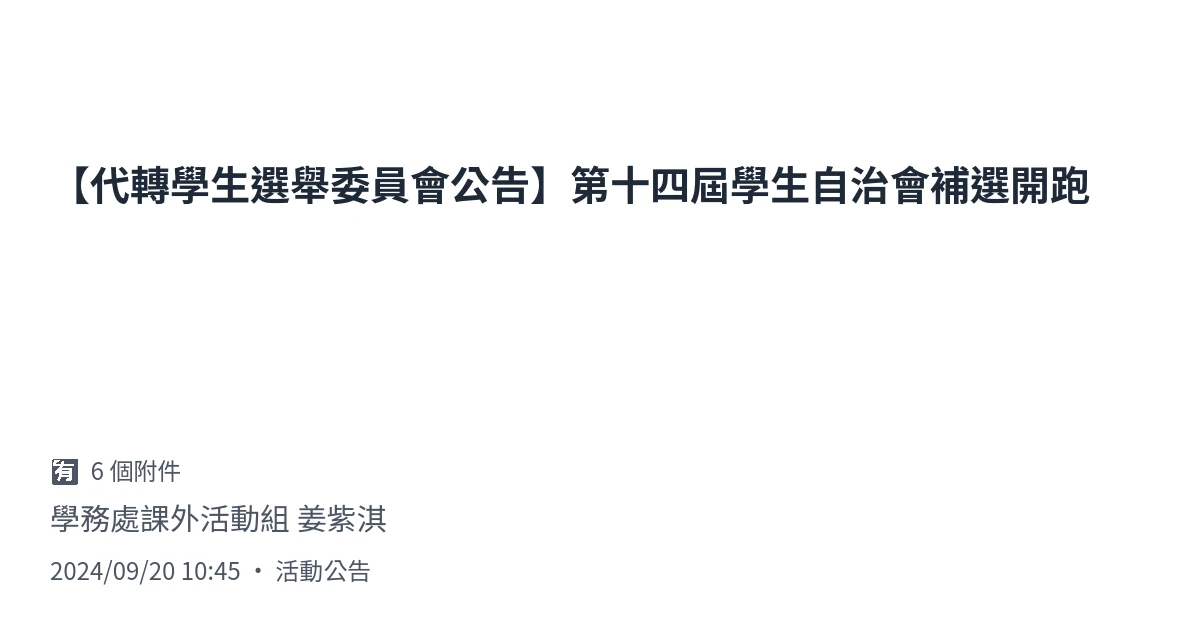 【代轉學生選舉委員會公告】第十四屆學生自治會補選開跑
有 6 個附件
學務處課外活動組 姜紫淇
2024/09/20 10:45 • 活動公告